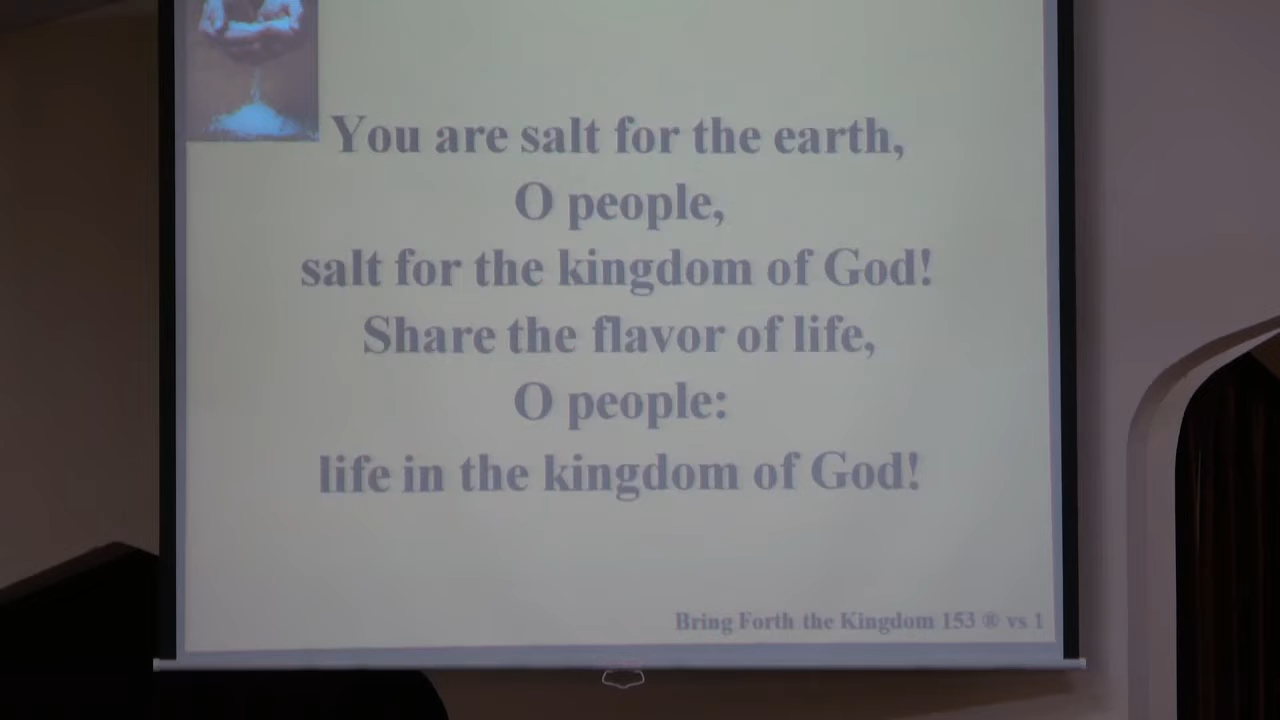 You are salt for the earth,
O people,
salt for the kingdom of God!
Share the flavor of life,
O people:
life in the kingdom of God!
Bring Forth the Kingdom 153 ® vs 1